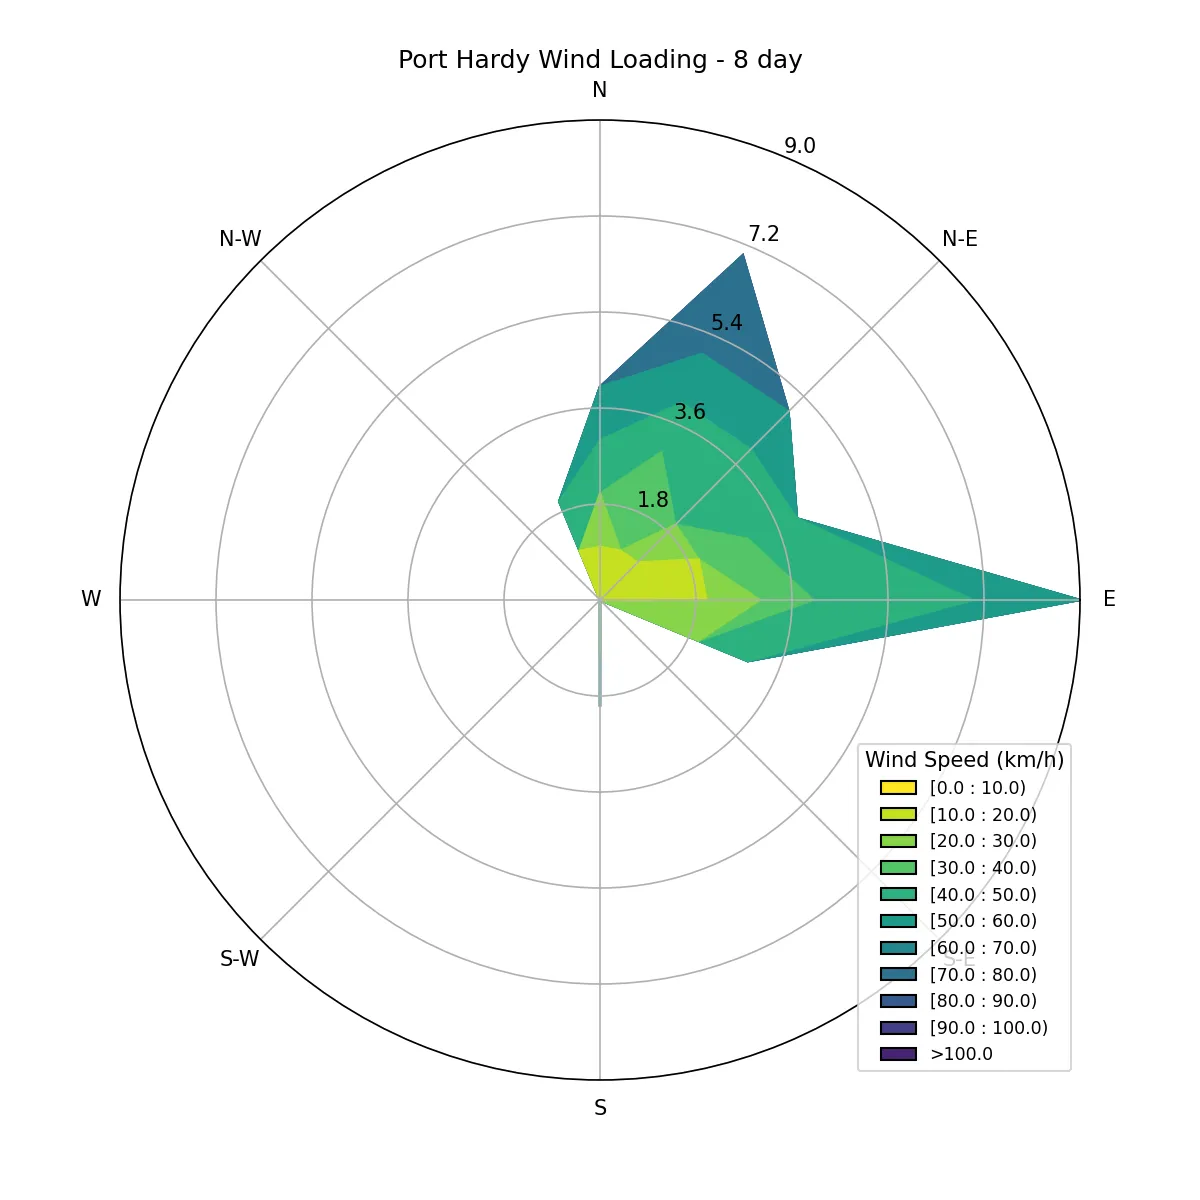 Port Hardy Wind Loading - 8 day
N
9.0
7.2
N-W
N-E
5.4
3.6
1.8
W
E
Wind Speed (km/h)
[0.0 : 10.0)
[10.0 : 20.0)
[20.0 : 30.0)
[30.0 : 40.0)
[40.0 : 50.0)
[50.0 : 60.0)
[60.0 : 70.0)
[70.0 : 80.0)
[80.0 : 90.0)
[90.0 : 100.0)
>100.0
S-W
S-E
S